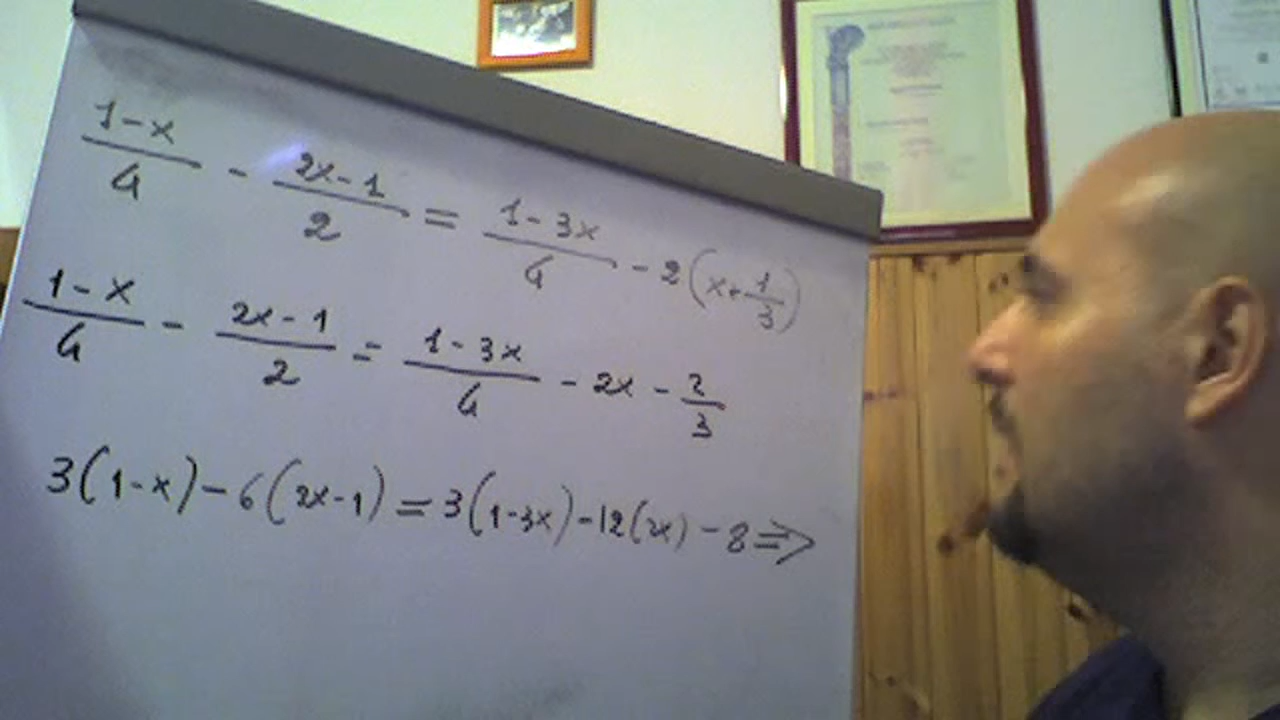 (1-x)/4 - (2x-1)/2 = (1-3x)/4 - 2(x+1/3)
(1-x)/4 - (2x-1)/2 = (1-3x)/4 - 2x - 2/3
3(1-x)-6(2x-1)=3(1-3x)-12(2x)-8⇒